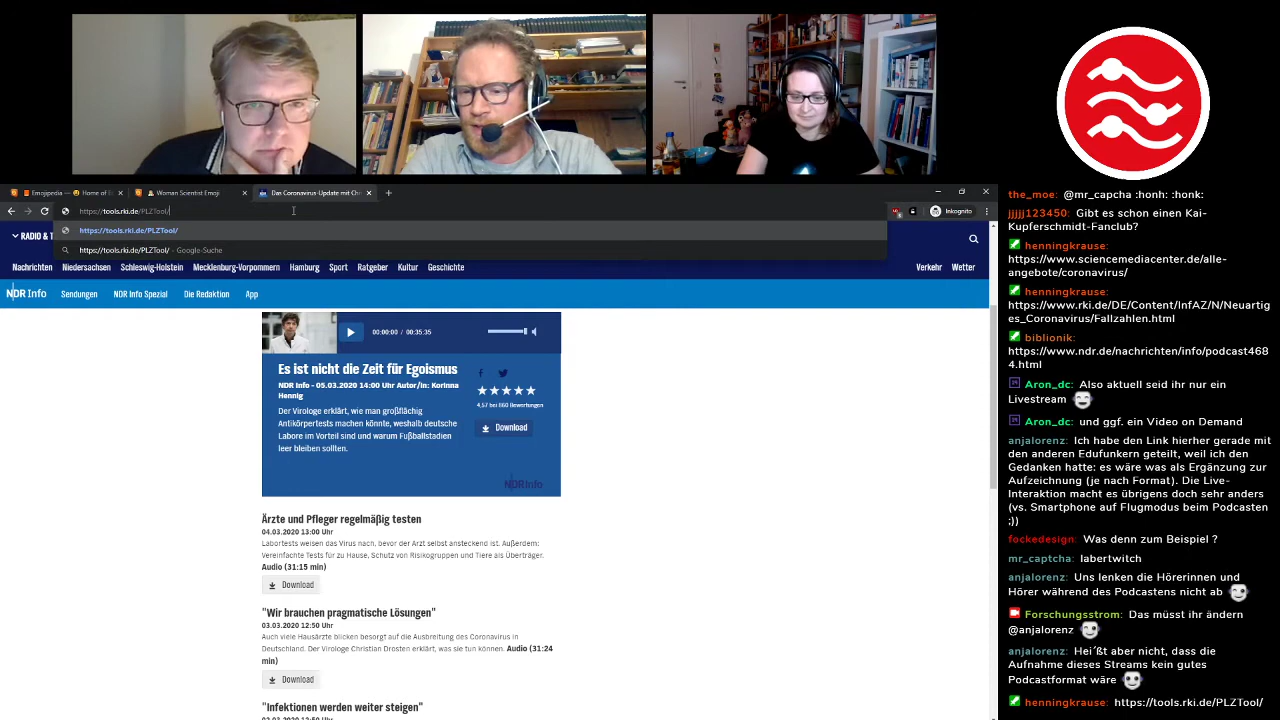 Emojipedia — 😀 Home of E
Woman Scientist Emoji
Das Coronavirus-Update mit Chri
https://tools.rki.de/PLZTool/
Inkognito
https://tools.rki.de/PLZTool/
https://tools.rki.de/PLZTool/ - Google-Suche
RADIO & T
Nachrichten Niedersachsen Schleswig-Holstein Mecklenburg-Vorpommern Hamburg Sport Ratgeber Kultur Geschichte Verkehr Wetter
NDR Info Sendungen NDR Info Spezial Die Redaktion App
00:00:00 / 00:35:35
Es ist nicht die Zeit für Egoismus
NDR Info - 05.03.2020 14:00 Uhr Autor/in: Korinna
Hennig
4,57 bei 860 Bewertungen
Der Virologe erklärt, wie man großflächig
Antikörpertests machen könnte, weshalb deutsche
Labore im Vorteil sind und warum Fußballstadien
leer bleiben sollten.
Download
NDR Info
Ärzte und Pfleger regelmäßig testen
04.03.2020 13:00 Uhr
Labortests weisen das Virus nach, bevor der Arzt selbst ansteckend ist. Außerdem:
Vereinfachte Tests für zu Hause, Schutz von Risikogruppen und Tiere als Überträger.
Audio (31:15 min)
Download
"Wir brauchen pragmatische Lösungen"
03.03.2020 12:50 Uhr
Auch viele Hausärzte blicken besorgt auf die Ausbreitung des Coronavirus in
Deutschland. Der Virologe Christian Drosten erklärt, was sie tun können. Audio (31:24
min)
Download
"Infektionen werden weiter steigen"
the_moe: @mr_capcha :honh: :honk:
jjjjj123450: Gibt es schon einen Kai-
Kupferschmidt-Fanclub?
henningkrause:
https://www.sciencemediacenter.de/alle-
angebote/coronavirus/
henningkrause:
https://www.rki.de/DE/Content/InfAZ/N/Neuartig
es_Coronavirus/Fallzahlen.html
biblionik:
https://www.ndr.de/nachrichten/info/podcast468
4.html
Aron_dc: Also aktuell seid ihr nur ein
Livestream
Aron_dc: und ggf. ein Video on Demand
anjalorenz: Ich habe den Link hierher gerade mit
den anderen Edufunkern geteilt, weil ich den
Gedanken hatte: es wäre was als Ergänzung zur
Aufzeichnung (je nach Format). Die Live-
Interaktion macht es übrigens doch sehr anders
(vs. Smartphone auf Flugmodus beim Podcasten
;))
fockedesign: Was denn zum Beispiel ?
mr_captcha: labertwitch
anjalorenz: Uns lenken die Hörerinnen und
Hörer während des Podcastens nicht ab
Forschungsstrom: Das müsst ihr ändern
@anjalorenz
anjalorenz: Hei´ßt aber nicht, dass die
Aufnahme dieses Streams kein gutes
Podcastformat wäre
henningkrause: https://tools.rki.de/PLZTool/